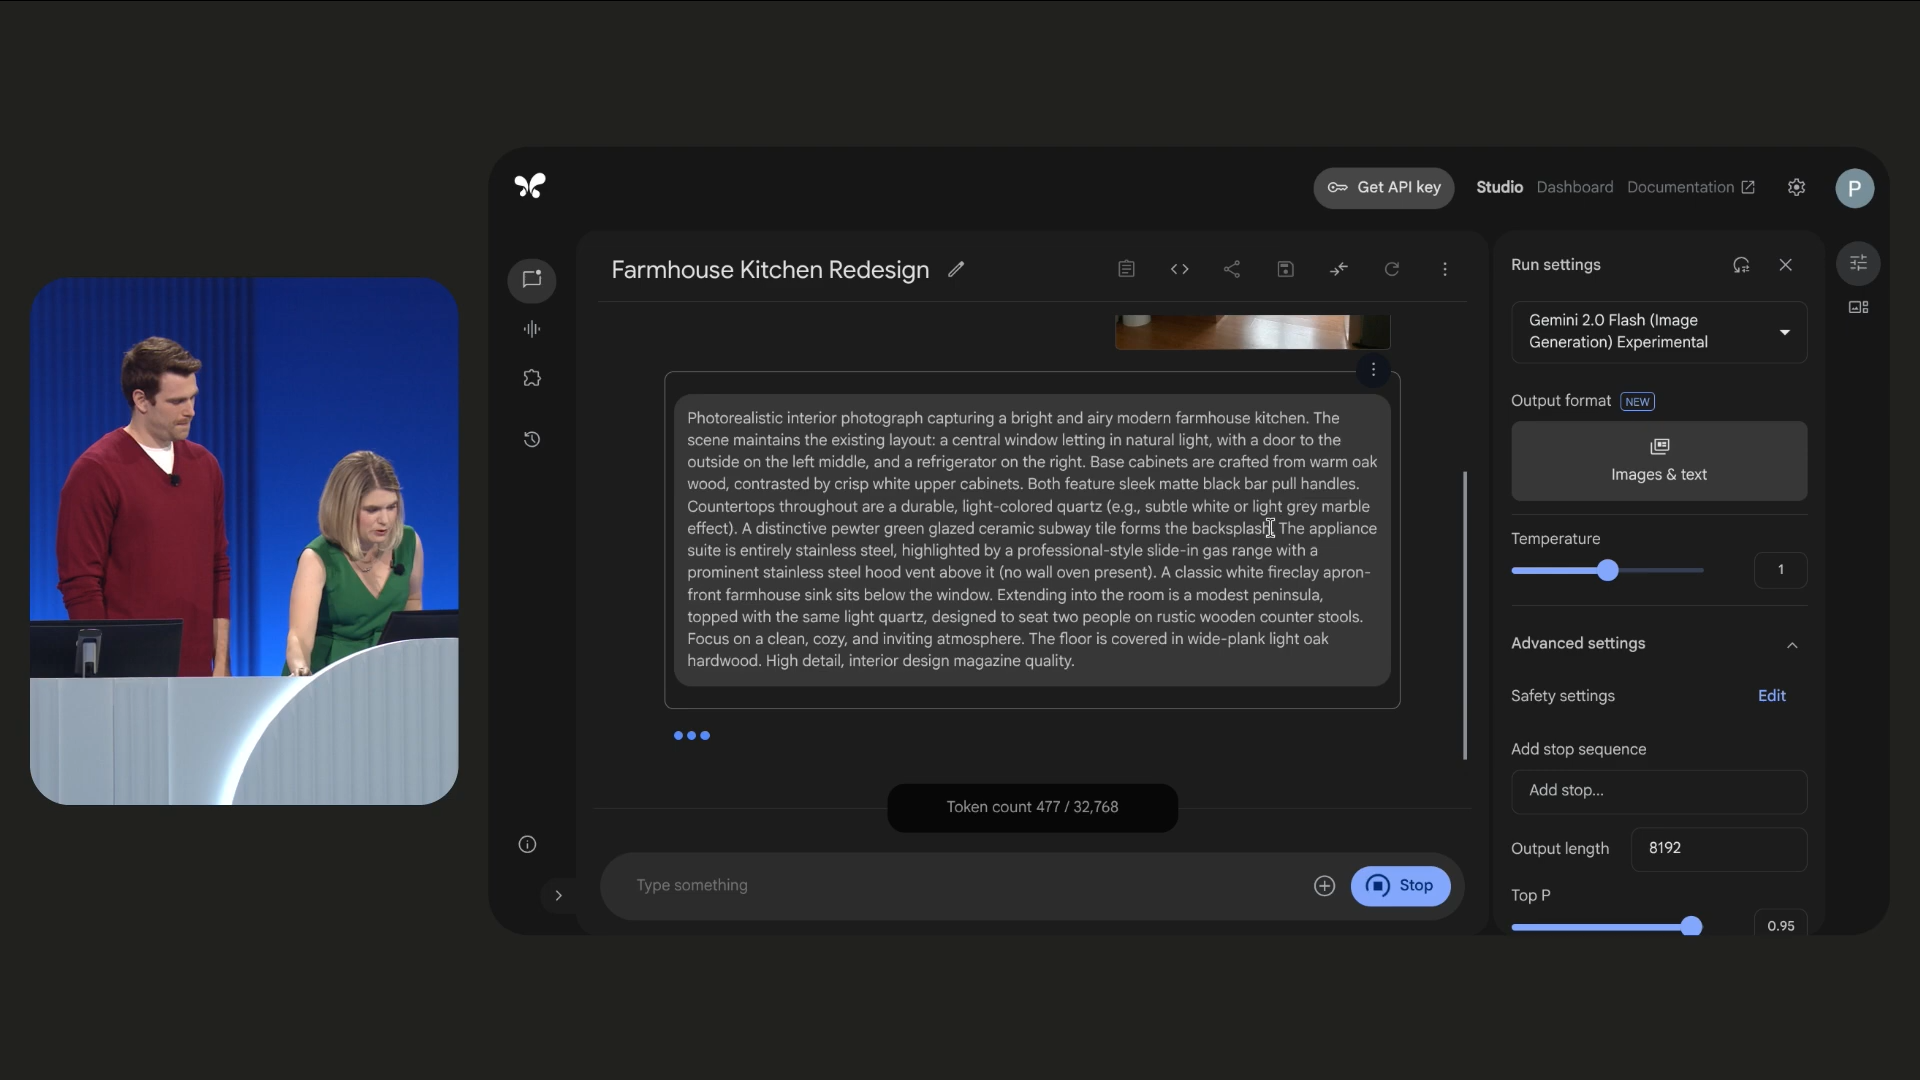 Get API key
Studio
Dashboard
Documentation
P
Farmhouse Kitchen Redesign
Photorealistic interior photograph capturing a bright and airy modern farmhouse kitchen. The
scene maintains the existing layout: a central window letting in natural light, with a door to the
outside on the left middle, and a refrigerator on the right. Base cabinets are crafted from warm oak
wood, contrasted by crisp white upper cabinets. Both feature sleek matte black bar pull handles.
Countertops throughout are a durable, light-colored quartz (e.g., subtle white or light grey marble
effect). A distinctive pewter green glazed ceramic subway tile forms the backsplash. The appliance
suite is entirely stainless steel, highlighted by a professional-style slide-in gas range with a
prominent stainless steel hood vent above it (no wall oven present). A classic white fireclay apron-
front farmhouse sink sits below the window. Extending into the room is a modest peninsula,
topped with the same light quartz, designed to seat two people on rustic wooden counter stools.
Focus on a clean, cozy, and inviting atmosphere. The floor is covered in wide-plank light oak
hardwood. High detail, interior design magazine quality.
Token count 477 / 32,768
Type something
Stop
Run settings
Gemini 2.0 Flash (Image
Generation) Experimental
Output format NEW
Images & text
Temperature
1
Advanced settings
Safety settings
Edit
Add stop sequence
Add stop...
Output length
8192
Top P
0.95